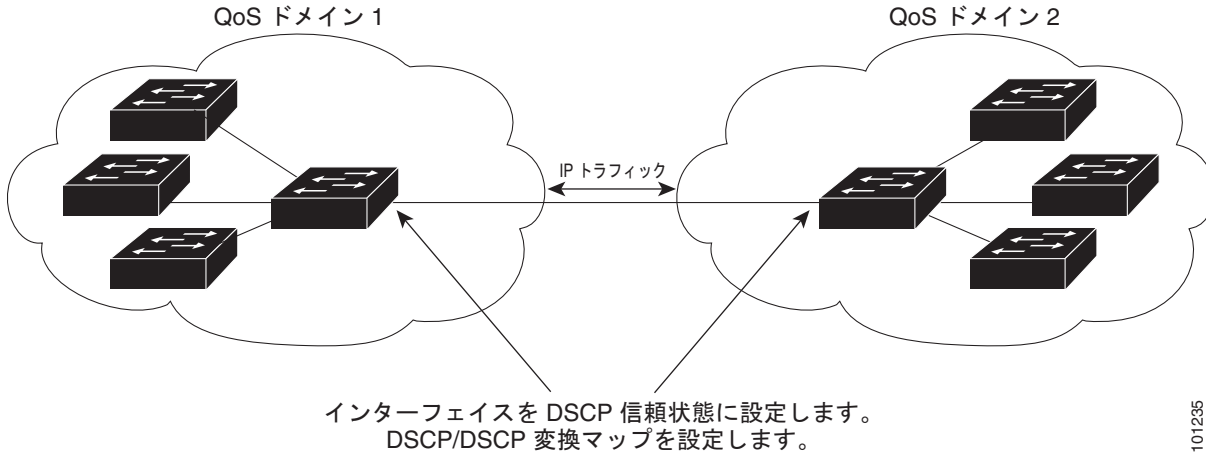 QoS ドメイン 1
QoS ドメイン 2
IP トラフィック
インターフェイスを DSCP 信頼状態に設定します。
DSCP/DSCP 変換マップを設定します。
101235